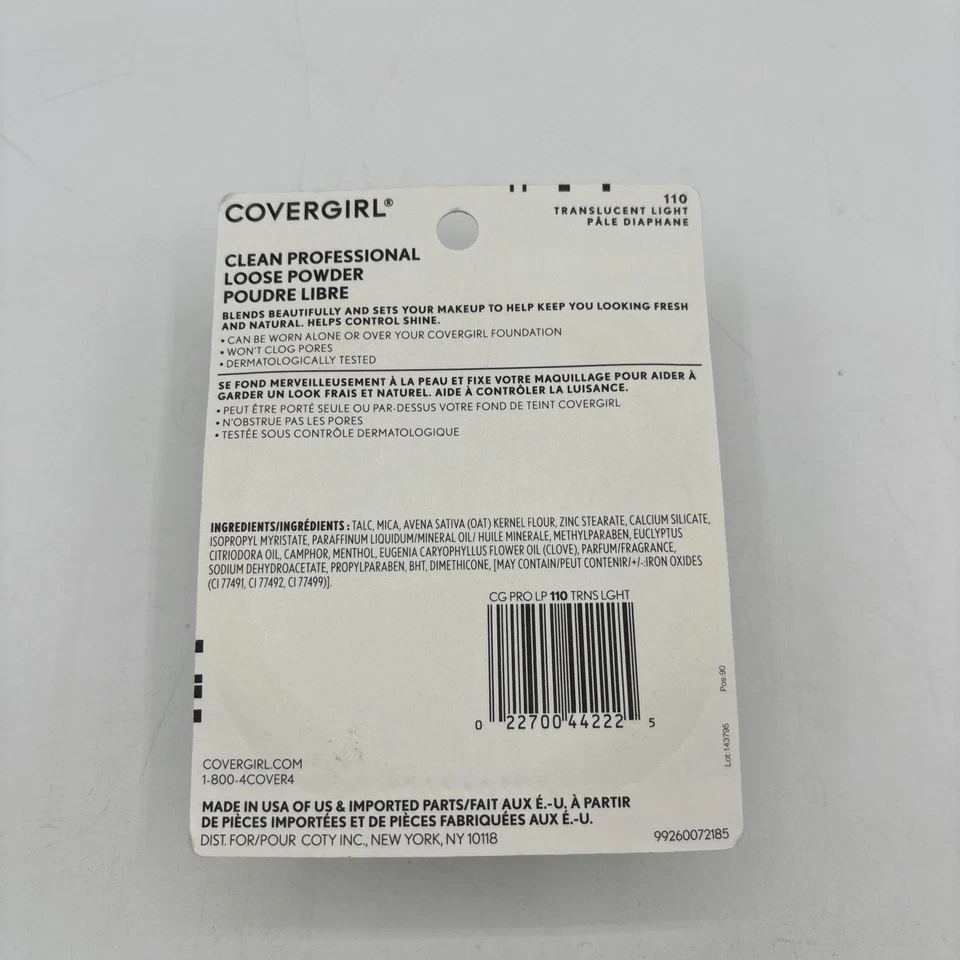 COVERGIRL®
110
TRANSLUCENT LIGHT
PÂLE DIAPHANE
CLEAN PROFESSIONAL
LOOSE POWDER
POUDRE LIBRE
BLENDS BEAUTIFULLY AND SETS YOUR MAKEUP TO HELP KEEP YOU LOOKING FRESH
AND NATURAL. HELPS CONTROL SHINE.
• CAN BE WORN ALONE OR OVER YOUR COVERGIRL FOUNDATION
• WON'T CLOG PORES
• DERMATOLOGICALLY TESTED
SE FOND MERVEILLEUSEMENT À LA PEAU ET FIXE VOTRE MAQUILLAGE POUR AIDER À
GARDER UN LOOK FRAIS ET NATUREL. AIDE À CONTRÔLER LA LUISANCE.
• PEUT ÊTRE PORTÉ SEULE OU PAR-DESSUS VOTRE FOND DE TEINT COVERGIRL
• N'OBSTRUE PAS LES PORES
• TESTÉE SOUS CONTRÔLE DERMATOLOGIQUE
INGREDIENTS/INGRÉDIENTS : TALC, MICA, AVENA SATIVA (OAT) KERNEL FLOUR, ZINC STEARATE, CALCIUM SILICATE,
ISOPROPYL MYRISTATE, PARAFFINUM LIQUIDUM/MINERAL OIL/ HUILE MINERALE, METHYLPARABEN, EUCLYPTUS
CITRIODORA OIL, CAMPHOR, MENTHOL, EUGENIA CARYOPHYLLUS FLOWER OIL (CLOVE), PARFUM/FRAGRANCE,
SODIUM DEHYDROACETATE, PROPYLPARABEN, BHT, DIMETHICONE, [MAY CONTAIN/PEUT CONTENIR/+/-:IRON OXIDES
(CI 77491, CI 77492, CI 77499)].
CG PRO LP 110 TRNS LGHT
0 22700 44222 5
Pos:90
Lot:143795
COVERGIRL.COM
1-800-4COVER4
MADE IN USA OF US & IMPORTED PARTS/FAIT AUX É.-U. À PARTIR
DE PIÈCES IMPORTÉES ET DE PIÈCES FABRIQUÉES AUX É.-U.
DIST. FOR/POUR COTY INC., NEW YORK, NY 10118
99260072185